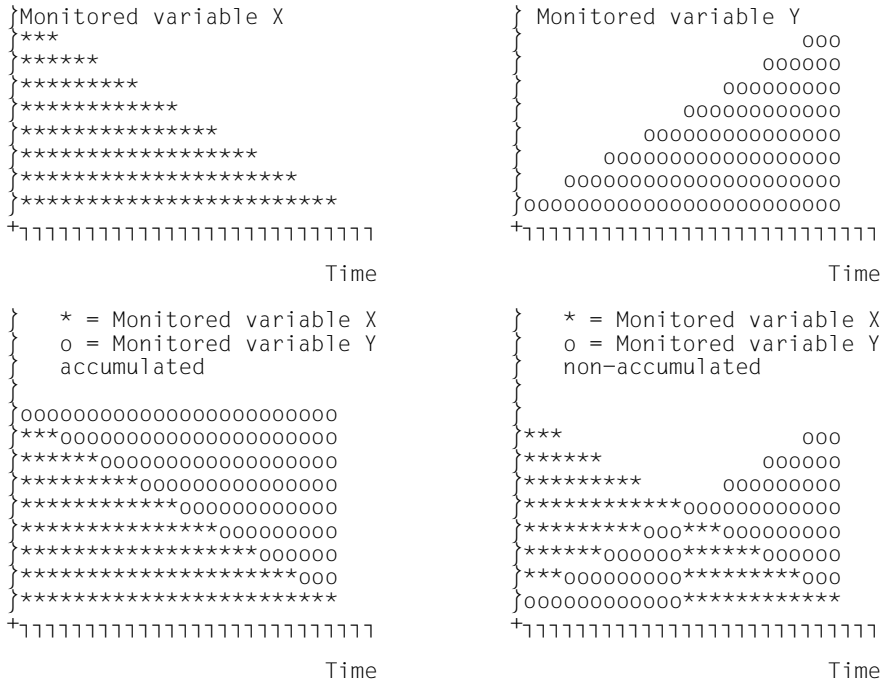 Monitored variable X
Time
Monitored variable Y
Time
* = Monitored variable X
o = Monitored variable Y
accumulated
Time
* = Monitored variable X
o = Monitored variable Y
non-accumulated
Time